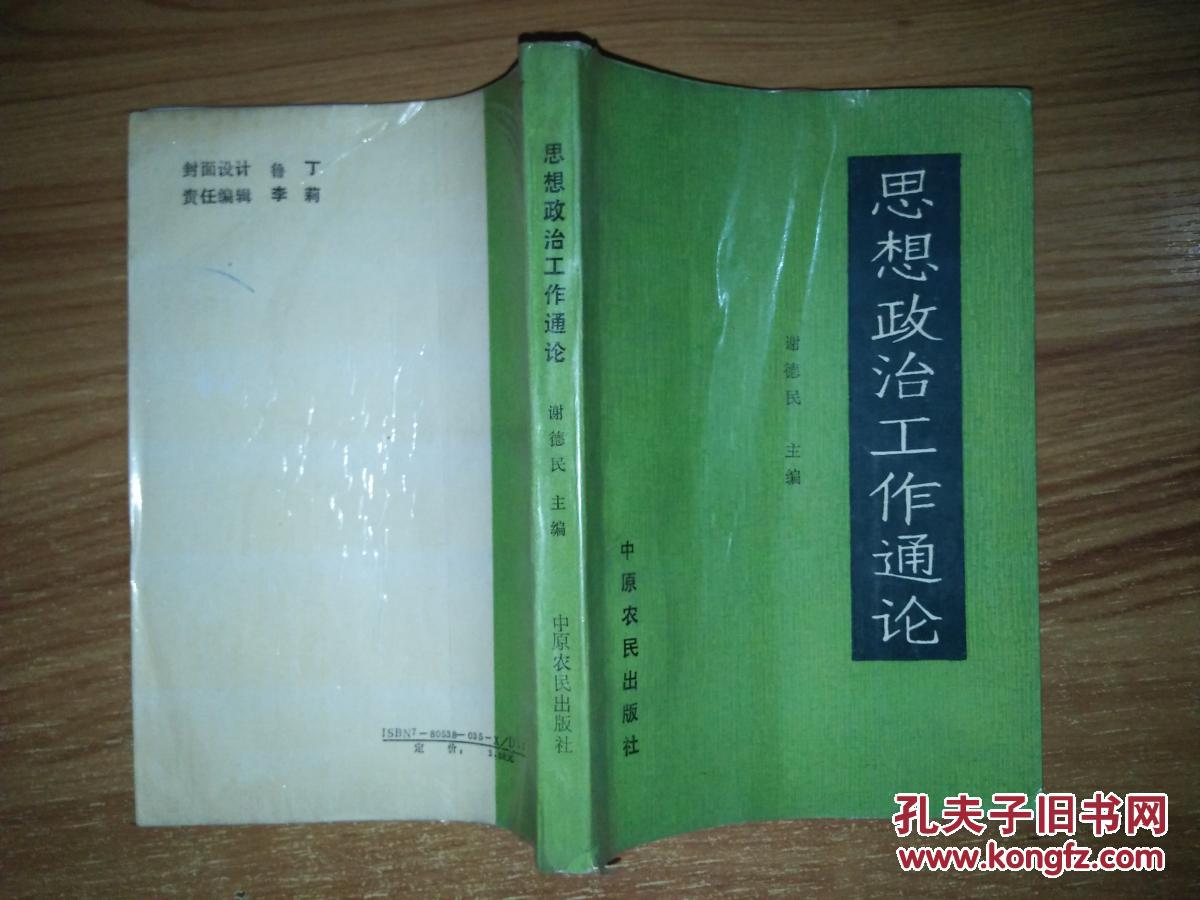 封面设计 鲁 丁
责任编辑 李 莉
ISBN7-80538-035-X/D.
定 价:
思想政治工作通论
谢德民 主编
中原农民出版社
思想政治工作通论
谢德民 主编
中原农民出版社
孔夫子旧书网
www.kongfz.com